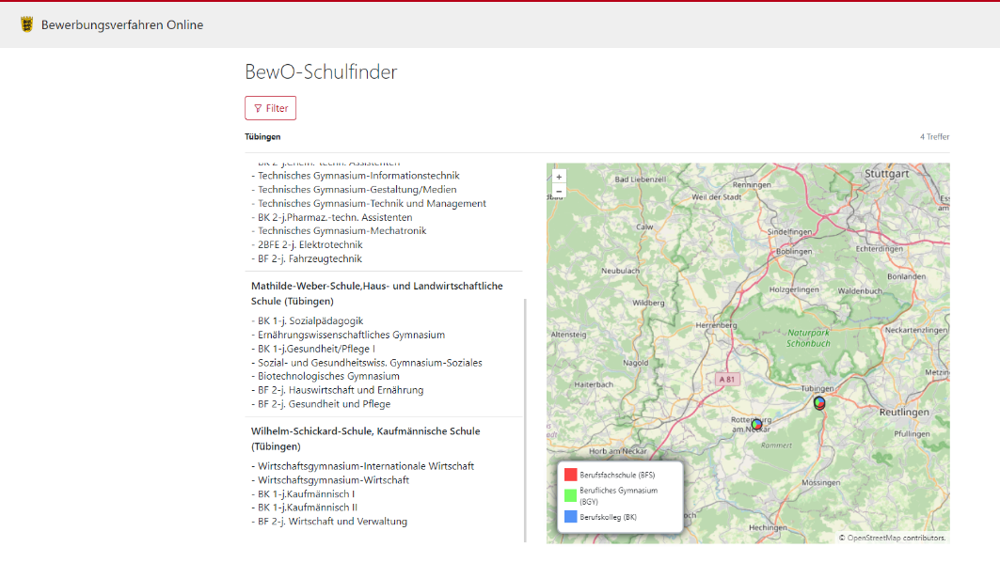 Bewerbungsverfahren Online
BewO-Schulfinder
Filter
Tübingen
4 Treffer
- BK 2-j.Chem.-techn. Assistenten
- Technisches Gymnasium-Informationstechnik
- Technisches Gymnasium-Gestaltung/Medien
- Technisches Gymnasium-Technik und Management
- BK 2-j.Pharmaz.-techn. Assistenten
- Technisches Gymnasium-Mechatronik
- 2BFE 2-j. Elektrotechnik
- BF 2-j. Fahrzeugtechnik
Mathilde-Weber-Schule,Haus- und Landwirtschaftliche
Schule (Tübingen)
- BK 1-j. Sozialpädagogik
- Ernährungswissenschaftliches Gymnasium
- BK 1-j.Gesundheit/Pflege I
- Sozial- und Gesundheitswiss. Gymnasium-Soziales
- Biotechnologisches Gymnasium
- BF 2-j. Hauswirtschaft und Ernährung
- BF 2-j. Gesundheit und Pflege
Wilhelm-Schickard-Schule, Kaufmännische Schule
(Tübingen)
- Wirtschaftsgymnasium-Internationale Wirtschaft
- Wirtschaftsgymnasium-Wirtschaft
- BK 1-j.Kaufmännisch I
- BK 1-j.Kaufmännisch II
- BF 2-j. Wirtschaft und Verwaltung
+
−
Stuttgart
Bad Liebenzell
Renningen
Weil der Stadt
Calw
Sindelfingen
Böblingen
Echterdingen
Neubulach
Bonlanden
Holzgerlingen
Waldenbuch
Wildberg
Herrenberg
Altensteig
Naturpark
Schönbuch
Neckartenzlingen
Nagold
A 81
Haiterbach
Tübingen
Reutlingen
Rottenburg
am Neckar
Pfullingen
Rammert
Horb am Neckar
Mössingen
Hechingen
Berufsfachschule (BFS)
Berufliches Gymnasium
(BGY)
Berufskolleg (BK)
© OpenStreetMap contributors.